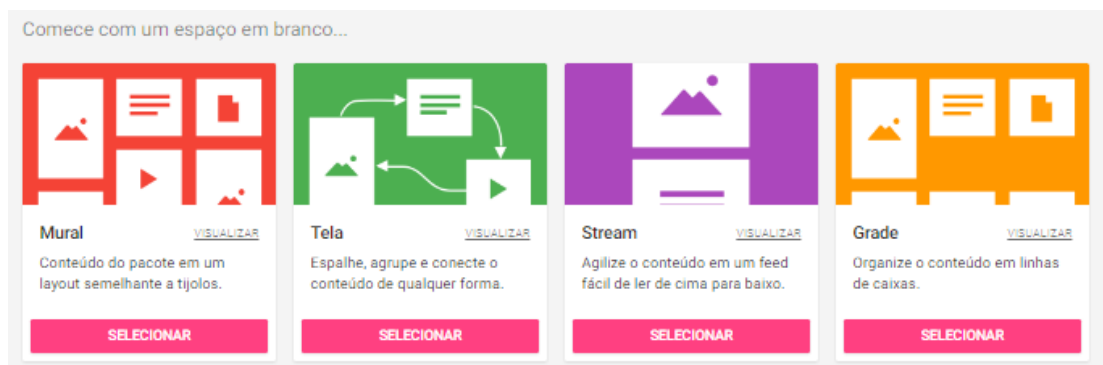 Comece com um espaço em branco...
Mural VISUALIZAR
Conteúdo do pacote em um
layout semelhante a tijolos.
SELECIONAR
Tela VISUALIZAR
Espalhe, agrupe e conecte o
conteúdo de qualquer forma.
SELECIONAR
Stream VISUALIZAR
Agilize o conteúdo em um feed
fácil de ler de cima para baixo.
SELECIONAR
Grade VISUALIZAR
Organize o conteúdo em linhas
de caixas.
SELECIONAR